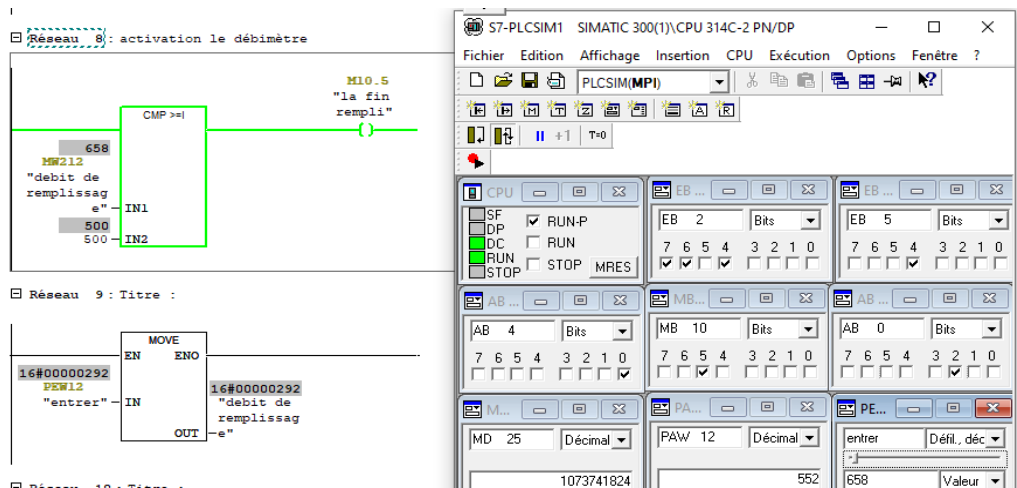 Réseau 8 : activation le débimètre
M10.5
"la fin
rempli"
CMP >=I
658
MW212
"debit de
remplissag
e"
IN1
500
500
IN2
Réseau 9 : Titre :
MOVE
EN ENO
16#00000292
PEW12
"entrer"
IN
16#00000292
"debit de
remplissag
e"
OUT
Réseau 10 : Titre :
S7-PLCSIM1 SIMATIC 300(1)\CPU 314C-2 PN/DP
Fichier Edition Affichage Insertion CPU Exécution Options Fenêtre ?
PLCSIM(MPI)
+1 T=0
CPU
SF
DP
DC
RUN
STOP
RUN-P
RUN
STOP MRES
EB ...
EB 2 Bits
7 6 5 4 3 2 1 0
EB ...
EB 5 Bits
7 6 5 4 3 2 1 0
AB ...
AB 4 Bits
7 6 5 4 3 2 1 0
MB...
MB 10 Bits
7 6 5 4 3 2 1 0
AB ...
AB 0 Bits
7 6 5 4 3 2 1 0
M...
MD 25 Décimal
1073741824
PA...
PAW 12 Décimal
552
PE...
entrer Défil., déc
658 Valeur